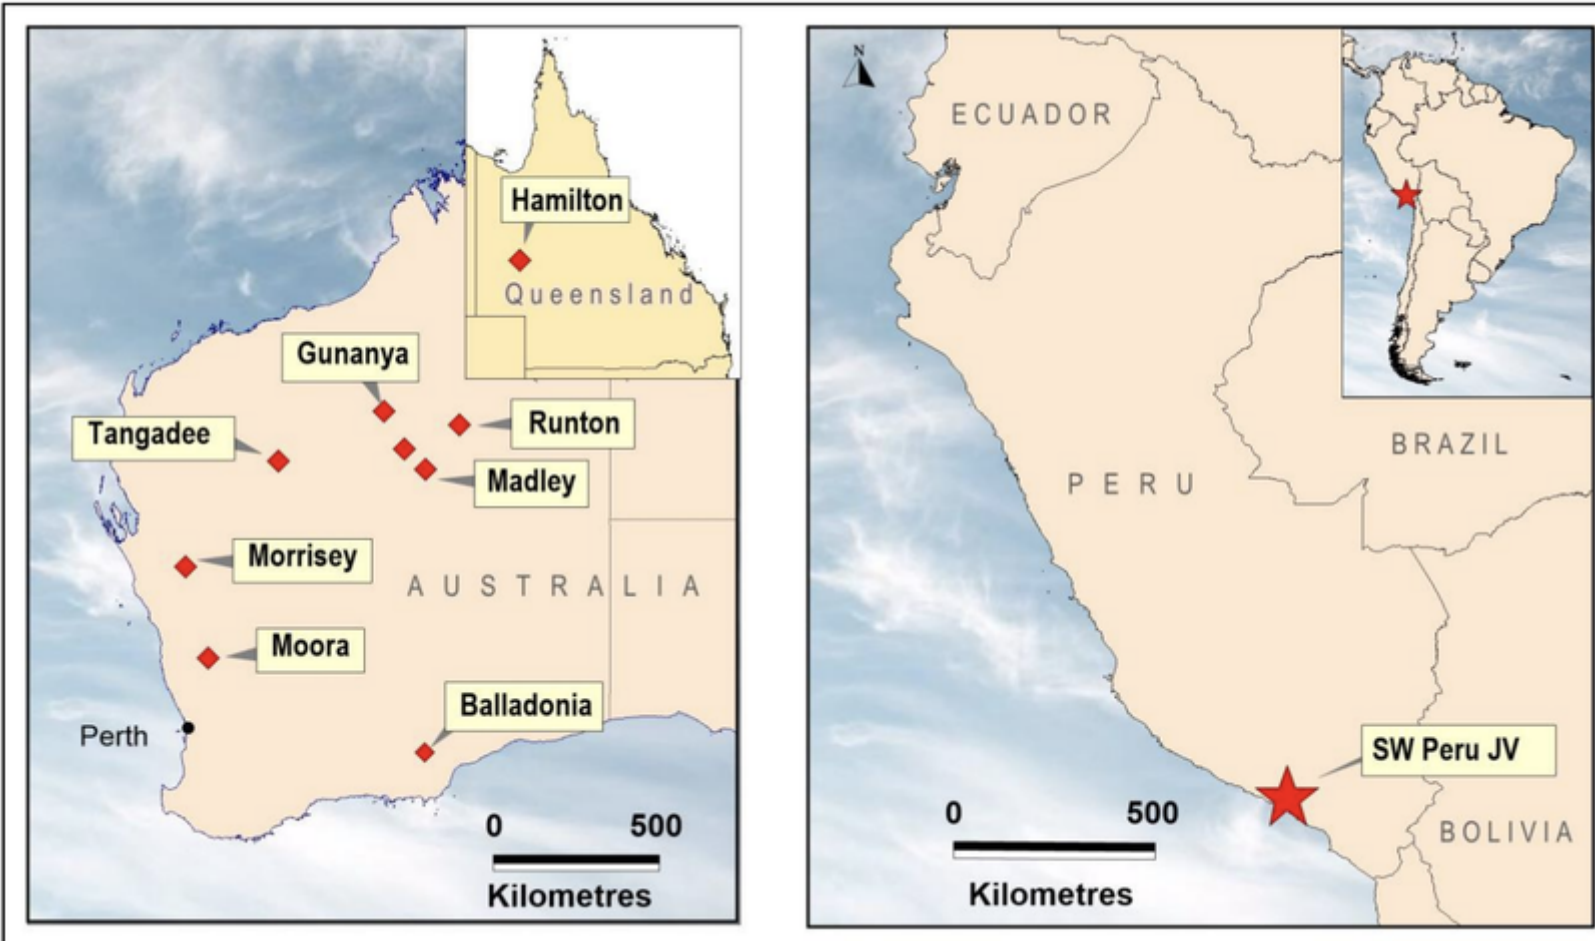 Hamilton
Queensland
Gunanya
Runton
Tangadee
Madley
Morrisey
AUSTRALIA
Moora
Balladonia
Perth
0 500
Kilometres
N
ECUADOR
BRAZIL
PERU
SW Peru JV
0 500
BOLIVIA
Kilometres